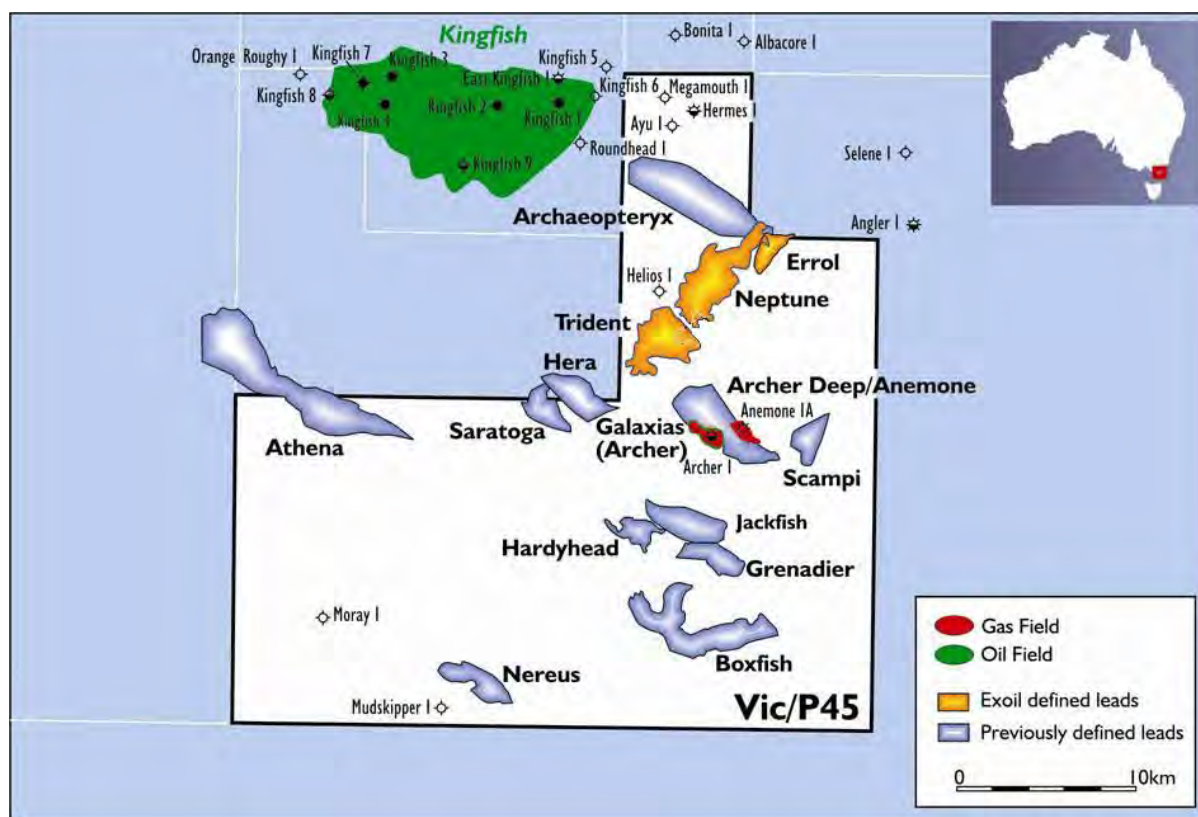 Kingfish
Bonita 1
Albacore 1
Orange Roughy 1
Kingfish 7
Kingfish 3
Kingfish 5
East Kingfish 1
Kingfish 8
Kingfish 6
Megamouth 1
Kingfish 4
Kingfish 2
Kingfish 1
Hermes 1
Ayu 1
Roundhead 1
Kingfish 9
Selene 1
Archaeopteryx
Angler 1
Errol
Helios 1
Neptune
Trident
Hera
Archer Deep/Anemone
Anemone 1A
Saratoga
Galaxias
(Archer)
Athena
Archer 1
Scampi
Jackfish
Hardyhead
Grenadier
Moray 1
Boxfish
Nereus
Mudskipper 1
Vic/P45
Gas Field
Oil Field
Exoil defined leads
Previously defined leads
0 10km